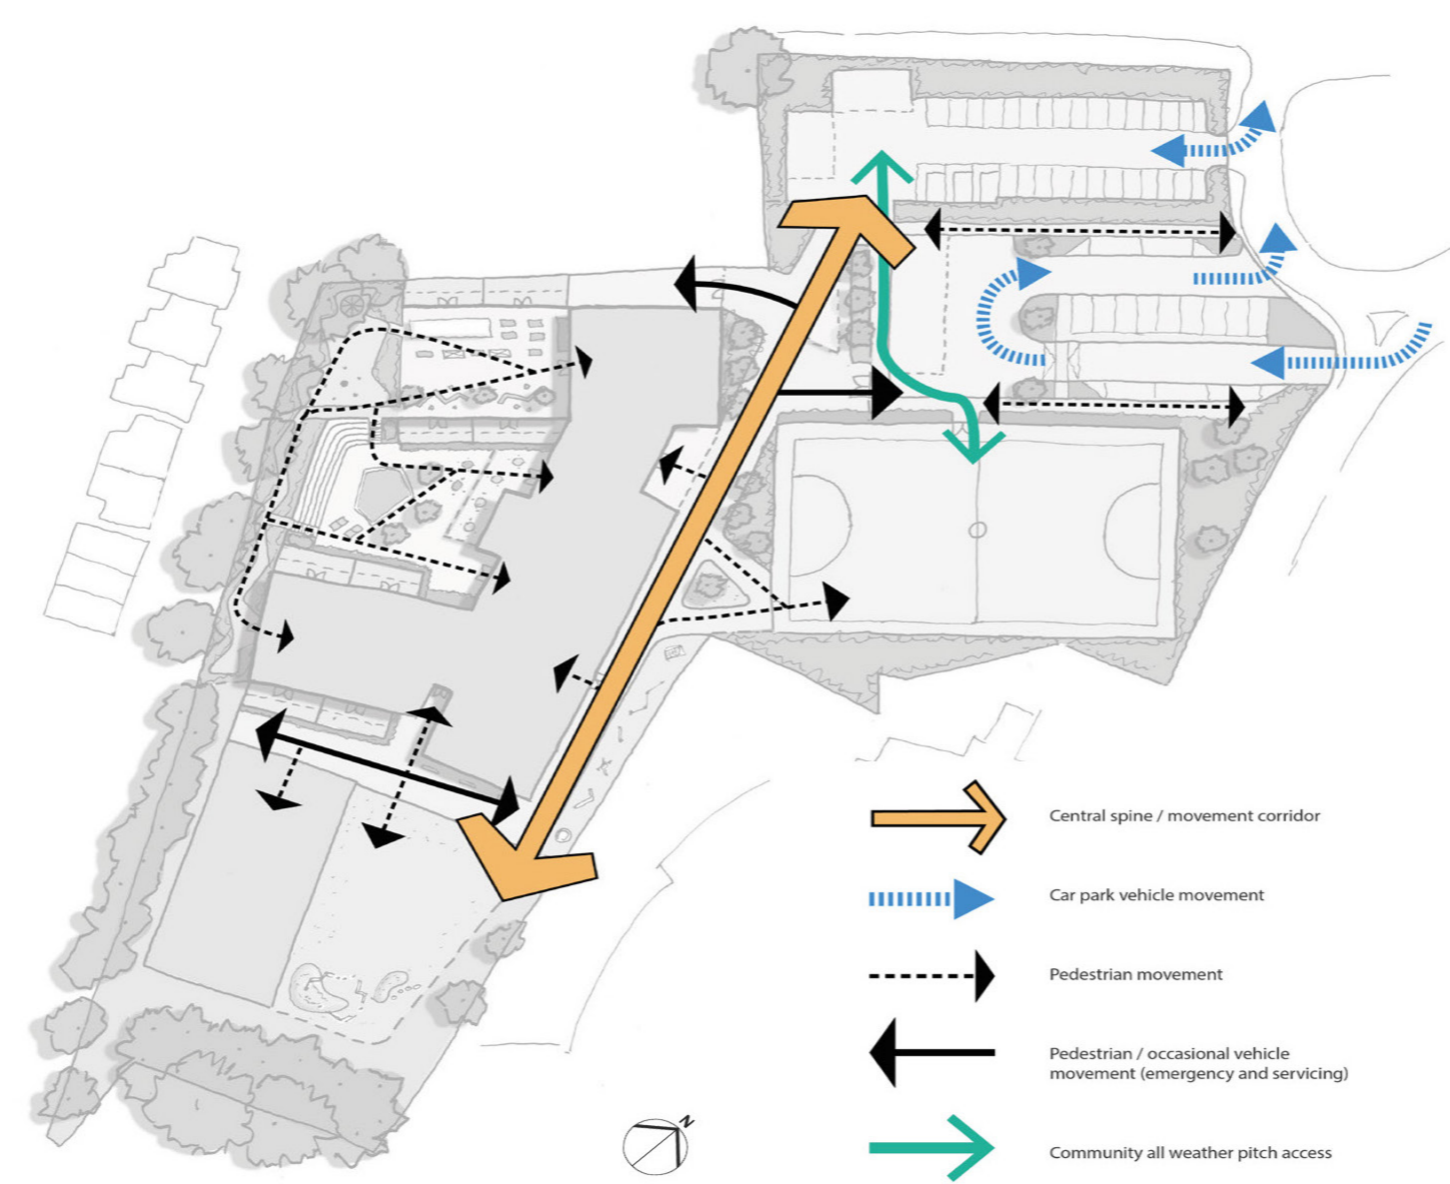 Central spine / movement corridor
Car park vehicle movement
Pedestrian movement
Pedestrian / occasional vehicle
movement (emergency and servicing)
N
Community all weather pitch access